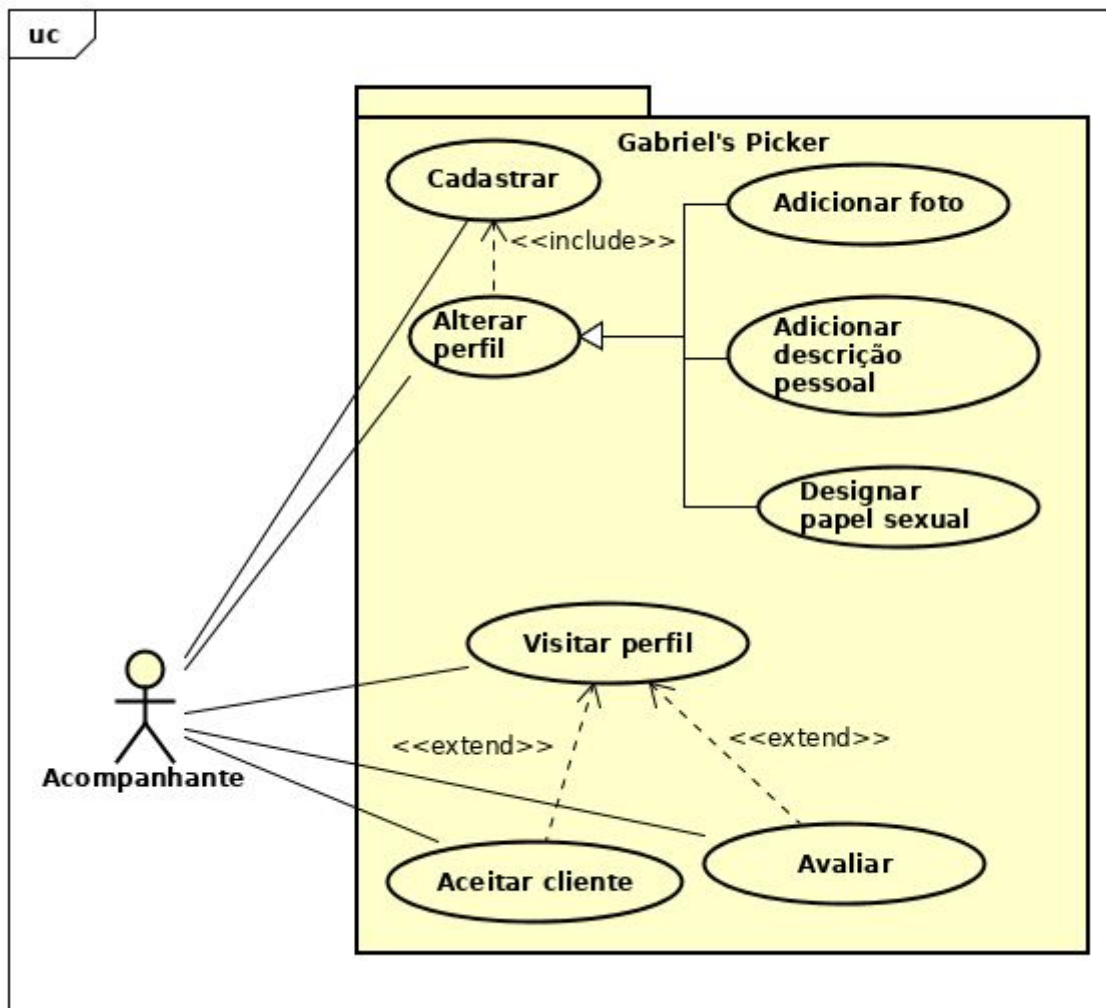 uc
Gabriel's Picker
Cadastrar
Adicionar foto
<<include>>
Alterar
perfil
Adicionar
descrição
pessoal
Designar
papel sexual
Visitar perfil
<<extend>>
<<extend>>
Acompanhante
Aceitar cliente
Avaliar